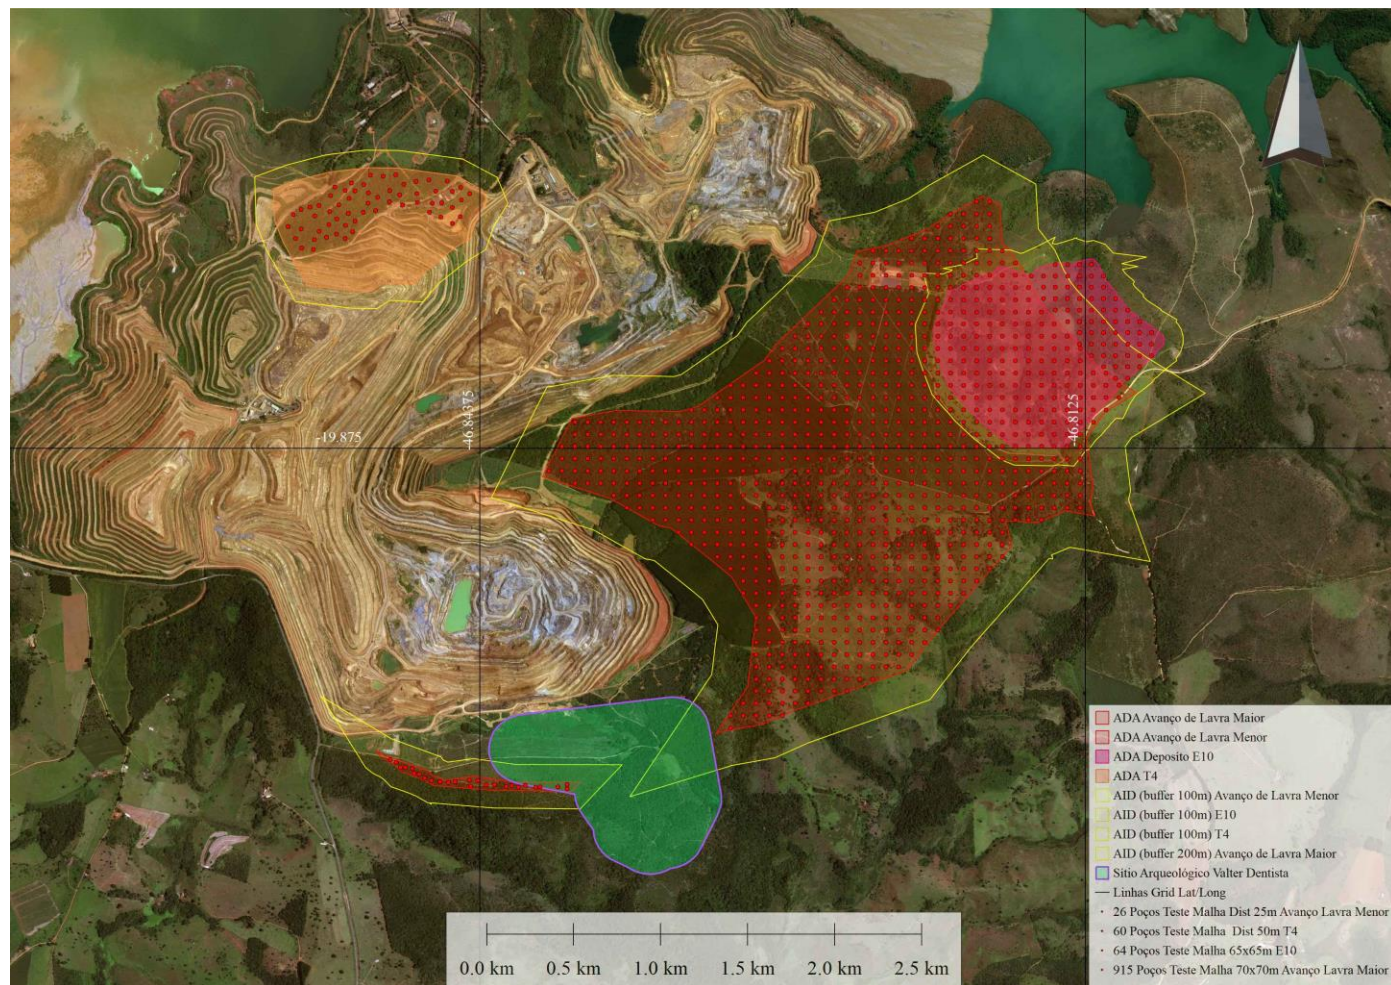 -19.875
-46.84375
-46.8125
ADA Avanço de Lavra Maior
ADA Avanço de Lavra Menor
ADA Deposito E10
ADA T4
AID (buffer 100m) Avanço de Lavra Menor
AID (buffer 100m) E10
AID (buffer 100m) T4
AID (buffer 200m) Avanço de Lavra Maior
Sítio Arqueológico Valter Dentista
Linhas Grid Lat/Long
26 Poços Teste Malha Dist 25m Avanço Lavra Menor
60 Poços Teste Malha Dist 50m T4
64 Poços Teste Malha 65x65m E10
915 Poços Teste Malha 70x70m Avanço Lavra Maior
0.0 km 0.5 km 1.0 km 1.5 km 2.0 km 2.5 km